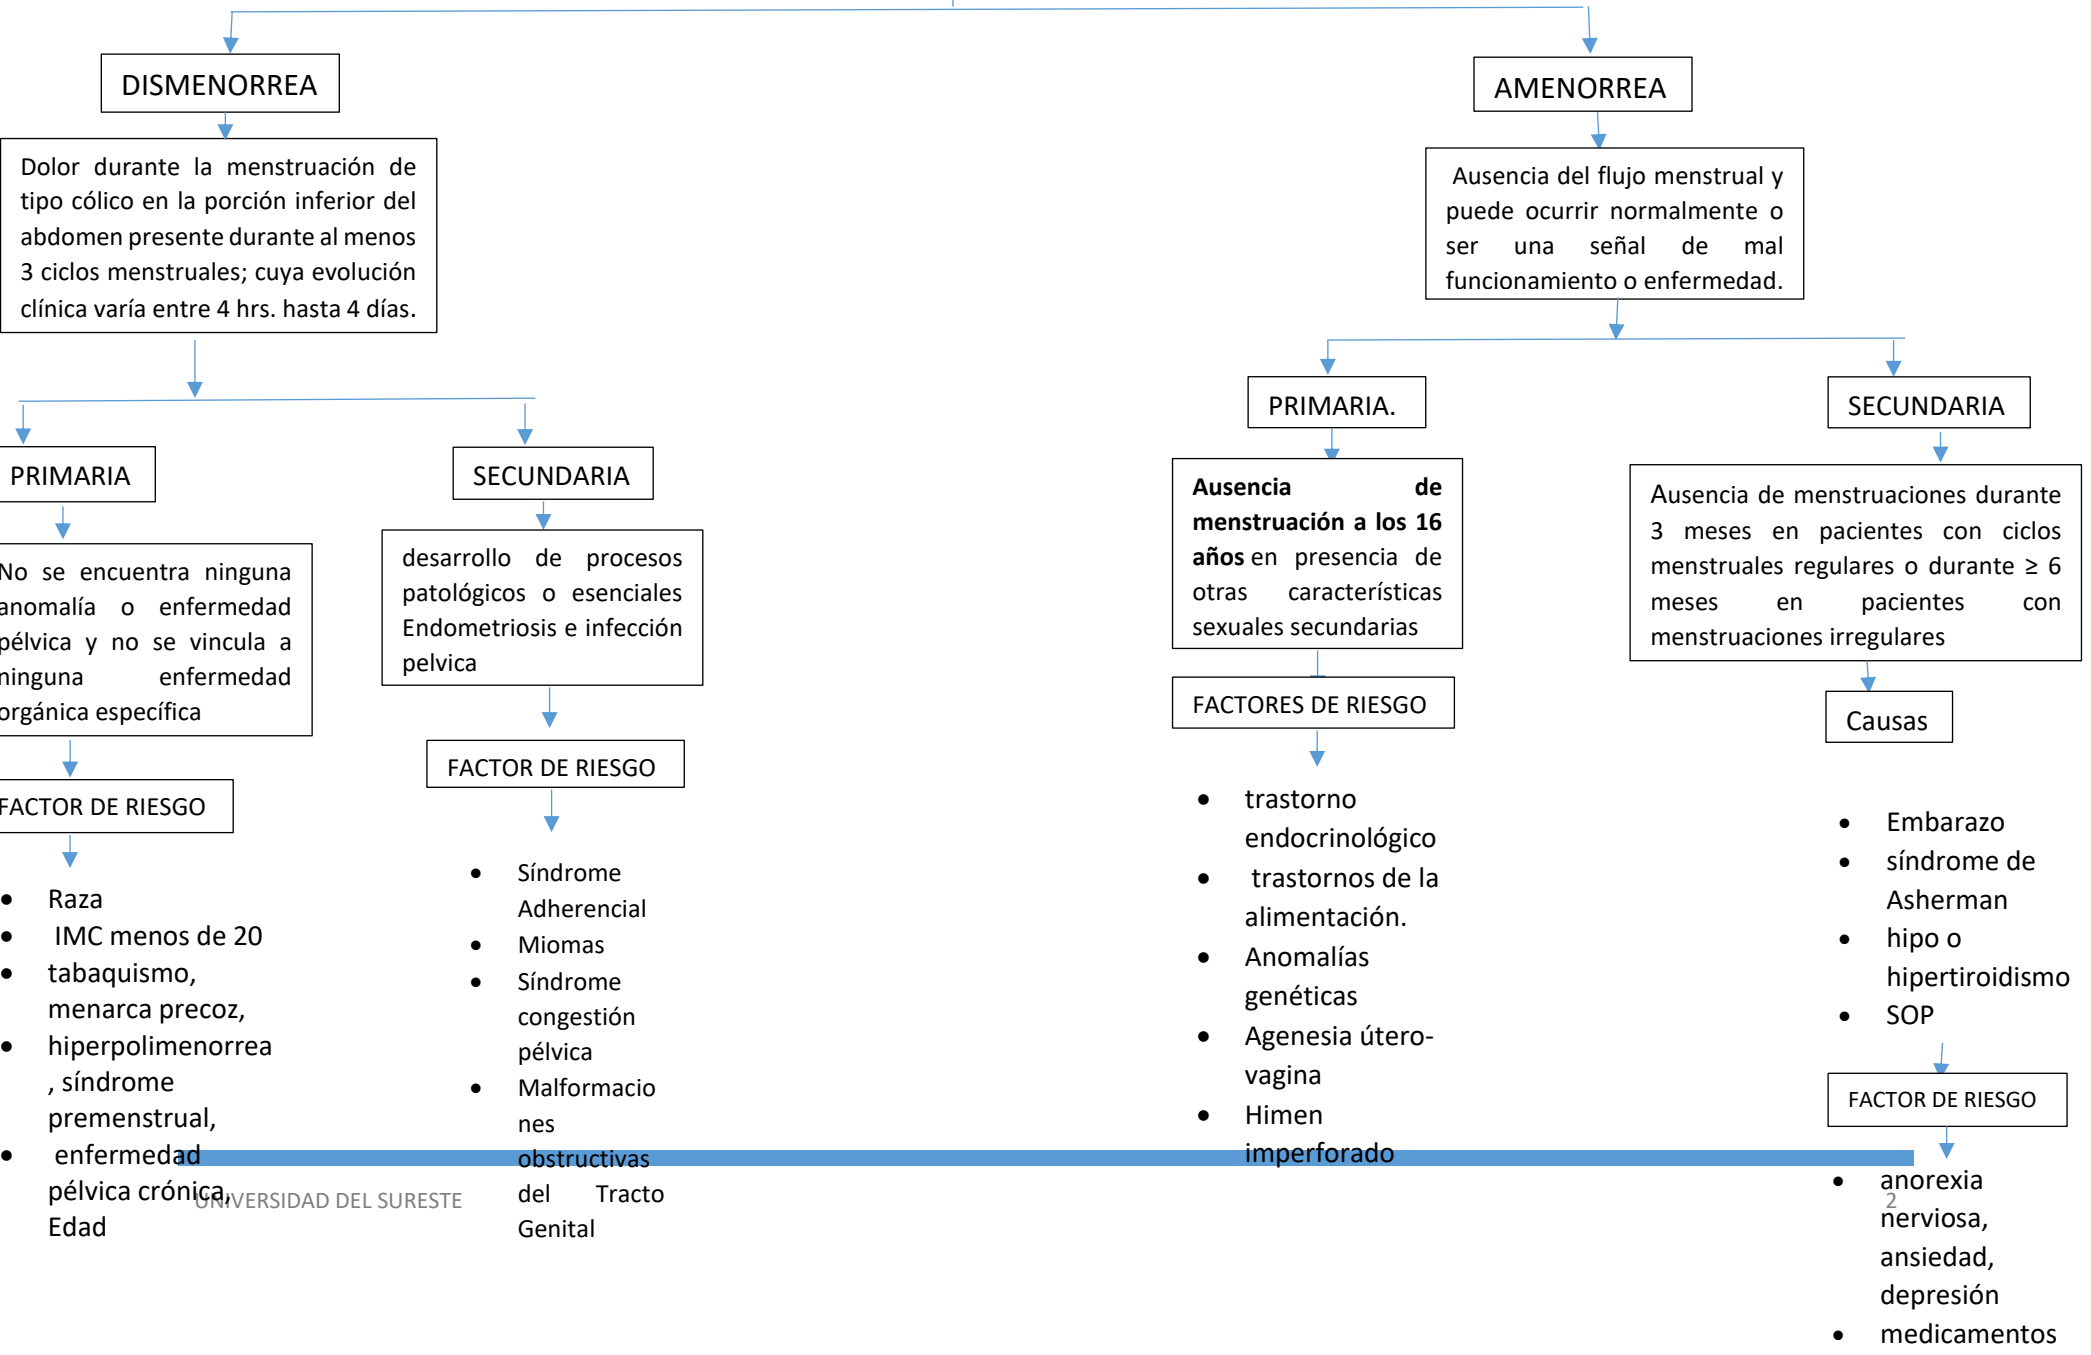 DISMENORREA
Dolor durante la menstruación de
tipo cólico en la porción inferior del
abdomen presente durante al menos
3 ciclos menstruales; cuya evolución
clínica varía entre 4 hrs. hasta 4 días.
PRIMARIA
No se encuentra ninguna
anomalía o enfermedad
pélvica y no se vincula a
ninguna enfermedad
orgánica específica
FACTOR DE RIESGO
• Raza
• IMC menos de 20
• tabaquismo,
menarca precoz,
• hiperpolimenorrea
, síndrome
premenstrual,
• enfermedad
pélvica crónica,
Edad
SECUNDARIA
desarrollo de procesos
patológicos o esenciales
Endometriosis e infección
pelvica
FACTOR DE RIESGO
• Síndrome
Adherencial
• Miomas
• Síndrome
congestión
pélvica
• Malformacio
nes
obstructivas
del Tracto
Genital
AMENORREA
Ausencia del flujo menstrual y
puede ocurrir normalmente o
ser una señal de mal
funcionamiento o enfermedad.
PRIMARIA.
Ausencia de
menstruación a los 16
años en presencia de
otras características
sexuales secundarias
FACTORES DE RIESGO
• trastorno
endocrinológico
• trastornos de la
alimentación.
• Anomalías
genéticas
• Agenesia útero-
vagina
• Himen
imperforado
SECUNDARIA
Ausencia de menstruaciones durante
3 meses en pacientes con ciclos
menstruales regulares o durante ≥ 6
meses en pacientes con
menstruaciones irregulares
Causas
• Embarazo
• síndrome de
Asherman
• hipo o
hipertiroidismo
• SOP
FACTOR DE RIESGO
• anorexia
nerviosa,
ansiedad,
depresión
• medicamentos
UNIVERSIDAD DEL SURESTE
2